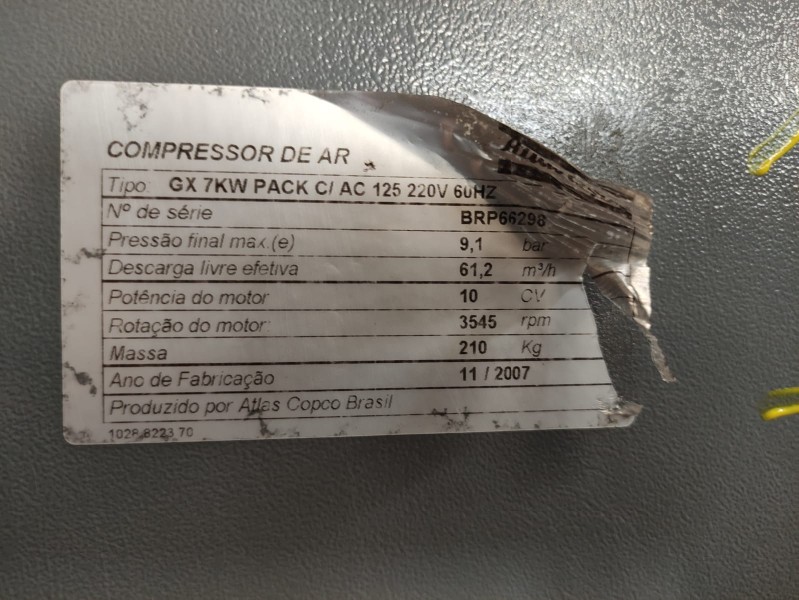 COMPRESSOR DE AR
Tipo: GX 7KW PACK C/ AC 125 220V 60HZ
Nº de série BRP66298
Pressão final max.(e) 9,1 bar
Descarga livre efetiva 61,2 m³/h
Potência do motor 10 CV
Rotação do motor: 3545 rpm
Massa 210 Kg
Ano de Fabricação 11 / 2007
Produzido por Atlas Copco Brasil
1028 8223 70